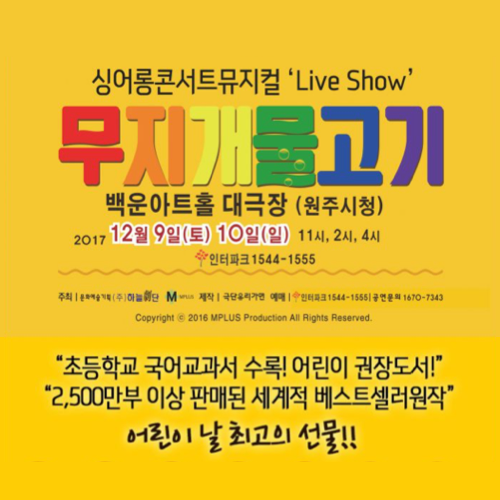 싱어롱콘서트뮤지컬 ‘Live Show’
무지개물고기
백운아트홀 대극장 (원주시청)
2017 12월 9일(토) 10일(일) 11시, 2시, 4시
인터파크 1544-1555
주최 | 문화예술기획 (주)하늘 단 M MPLUS 제작 | 극단우리가연 예매 | 인터파크 1544-1555 | 공연문의 1670-7343
Copyright ⓒ 2016 MPLUS Production All Rights Reserved.
“초등학교 국어교과서 수록! 어린이 권장도서!”
“2,500만부 이상 판매된 세계적 베스트셀러원작”
어린이 날 최고의 선물!!